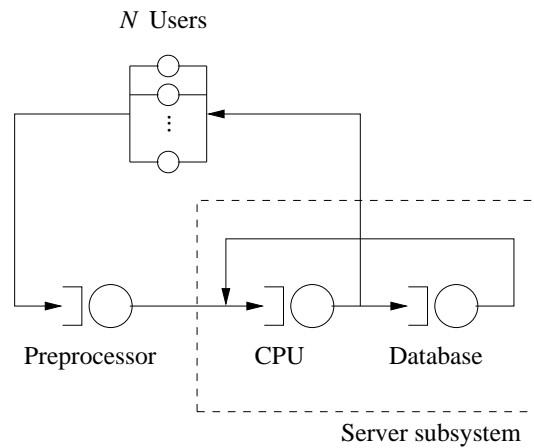 N Users
Preprocessor
CPU
Database
Server subsystem